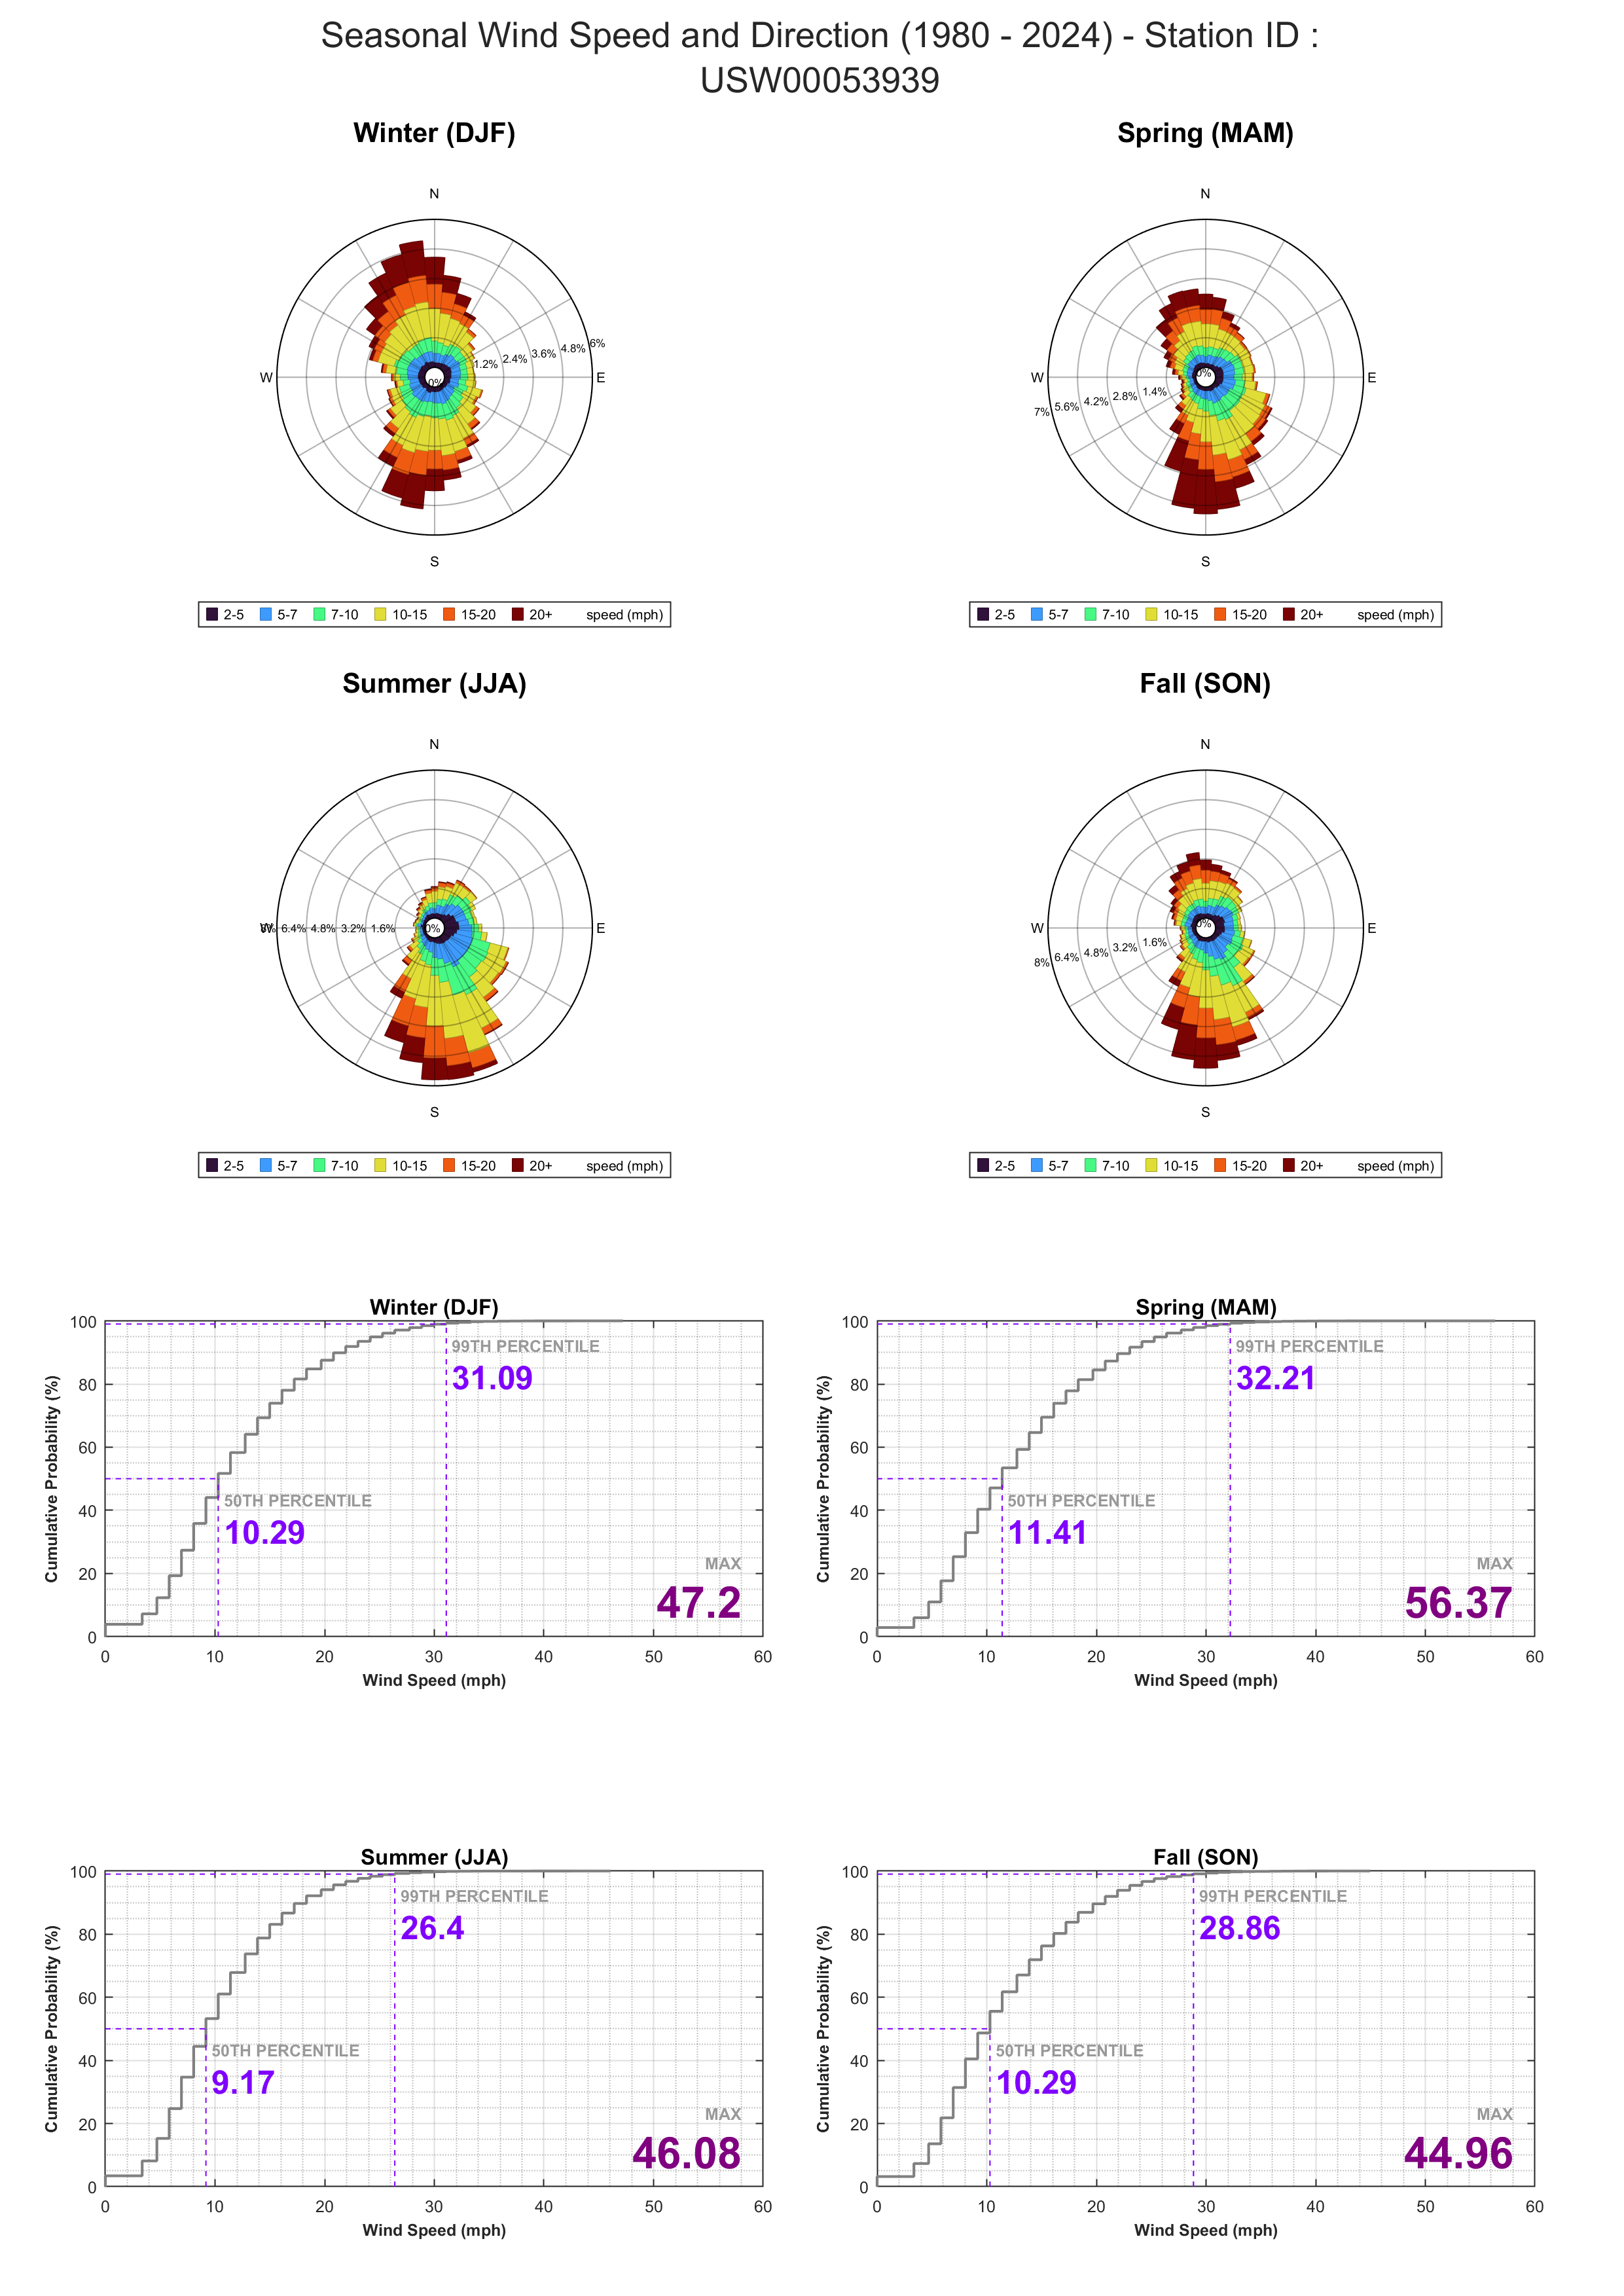 Seasonal Wind Speed and Direction (1980 - 2024) - Station ID :
USW00053939
Winter (DJF)
N
W
E
S
0%
1.2%
2.4%
3.6%
4.8%
6%
2-5 5-7 7-10 10-15 15-20 20+ speed (mph)
Spring (MAM)
N
W
E
S
0%
1.4%
2.8%
4.2%
5.6%
7%
2-5 5-7 7-10 10-15 15-20 20+ speed (mph)
Summer (JJA)
N
W
E
S
0%
1.6%
3.2%
4.8%
6.4%
2-5 5-7 7-10 10-15 15-20 20+ speed (mph)
Fall (SON)
N
W
E
S
0%
1.6%
3.2%
4.8%
6.4%
8%
2-5 5-7 7-10 10-15 15-20 20+ speed (mph)
Winter (DJF)
Cumulative Probability (%)
100
80
60
40
20
0
99TH PERCENTILE
31.09
50TH PERCENTILE
10.29
MAX
47.2
0 10 20 30 40 50 60
Wind Speed (mph)
Spring (MAM)
Cumulative Probability (%)
100
80
60
40
20
0
99TH PERCENTILE
32.21
50TH PERCENTILE
11.41
MAX
56.37
0 10 20 30 40 50 60
Wind Speed (mph)
Summer (JJA)
Cumulative Probability (%)
100
80
60
40
20
0
99TH PERCENTILE
26.4
50TH PERCENTILE
9.17
MAX
46.08
0 10 20 30 40 50 60
Wind Speed (mph)
Fall (SON)
Cumulative Probability (%)
100
80
60
40
20
0
99TH PERCENTILE
28.86
50TH PERCENTILE
10.29
MAX
44.96
0 10 20 30 40 50 60
Wind Speed (mph)